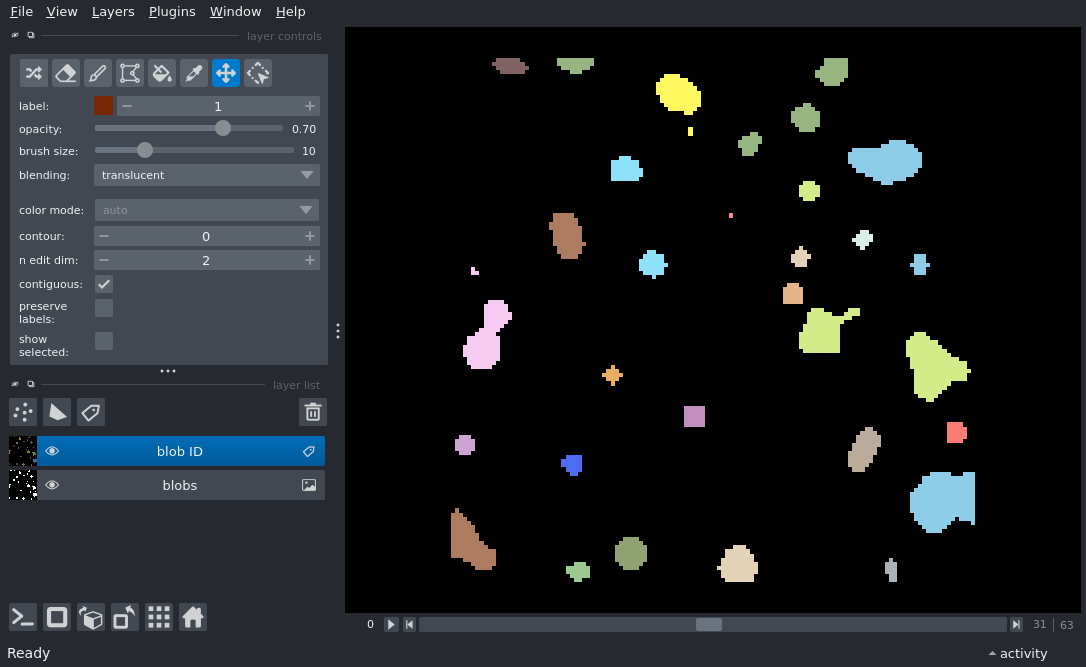 File View Layers Plugins Window Help
layer controls
label: 1
opacity: 0.70
brush size: 10
blending: translucent
color mode: auto
contour: 0
n edit dim: 2
contiguous:
preserve
labels:
show
selected:
layer list
blob ID
blobs
0 31 | 63
Ready activity